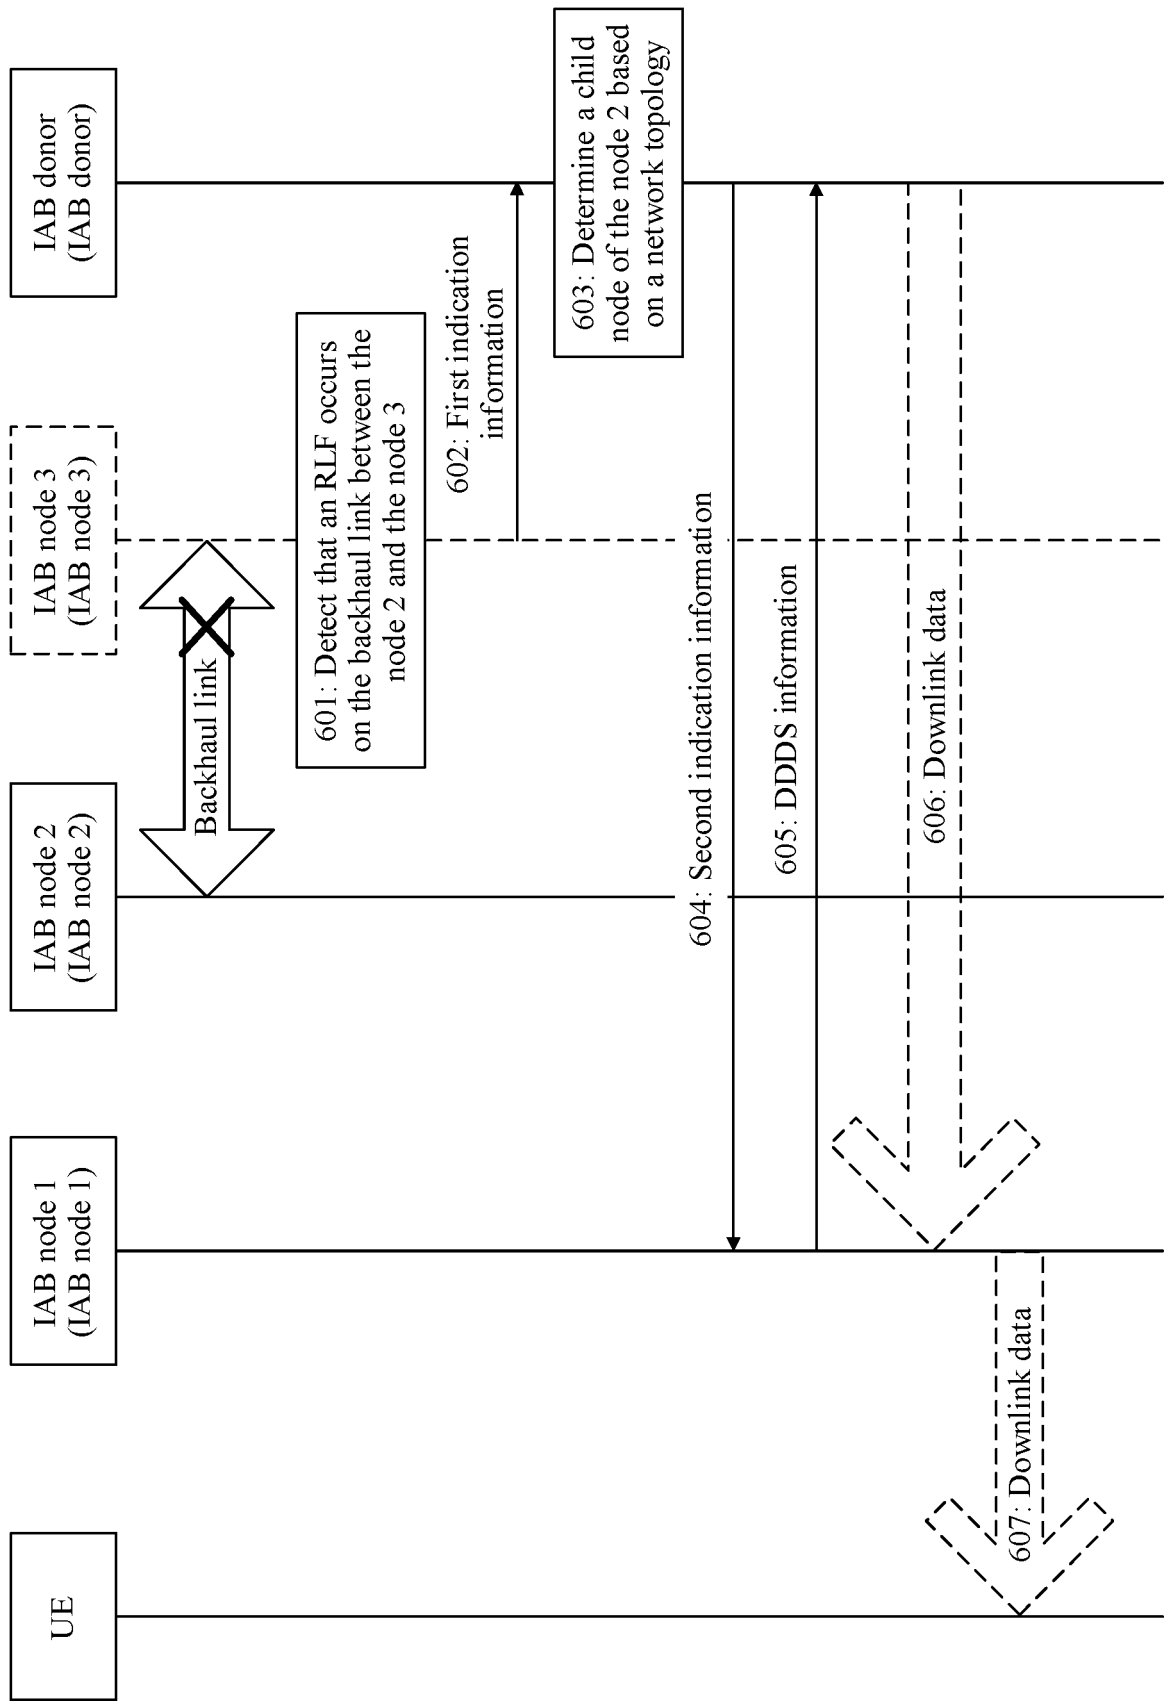 UE
IAB node 1
(IAB node 1)
IAB node 2
(IAB node 2)
IAB node 3
(IAB node 3)
IAB donor
(IAB donor)
Backhaul link
601: Detect that an RLF occurs
on the backhaul link between the
node 2 and the node 3
602: First indication
information
603: Determine a child
node of the node 2 based
on a network topology
604: Second indication information
605: DDDS information
606: Downlink data
607: Downlink data